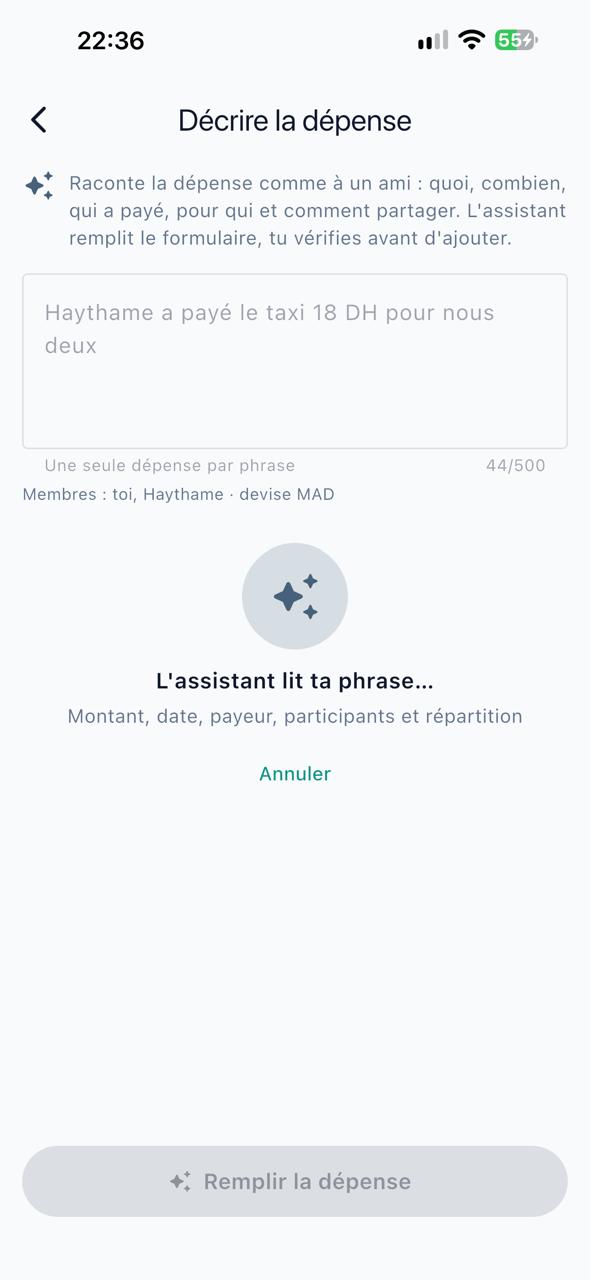 22:36
55
Décrire la dépense
Raconte la dépense comme à un ami : quoi, combien,
qui a payé, pour qui et comment partager. L'assistant
remplit le formulaire, tu vérifies avant d'ajouter.
Haythame a payé le taxi 18 DH pour nous
deux
Une seule dépense par phrase
44/500
Membres : toi, Haythame · devise MAD
L'assistant lit ta phrase...
Montant, date, payeur, participants et répartition
Annuler
Remplir la dépense